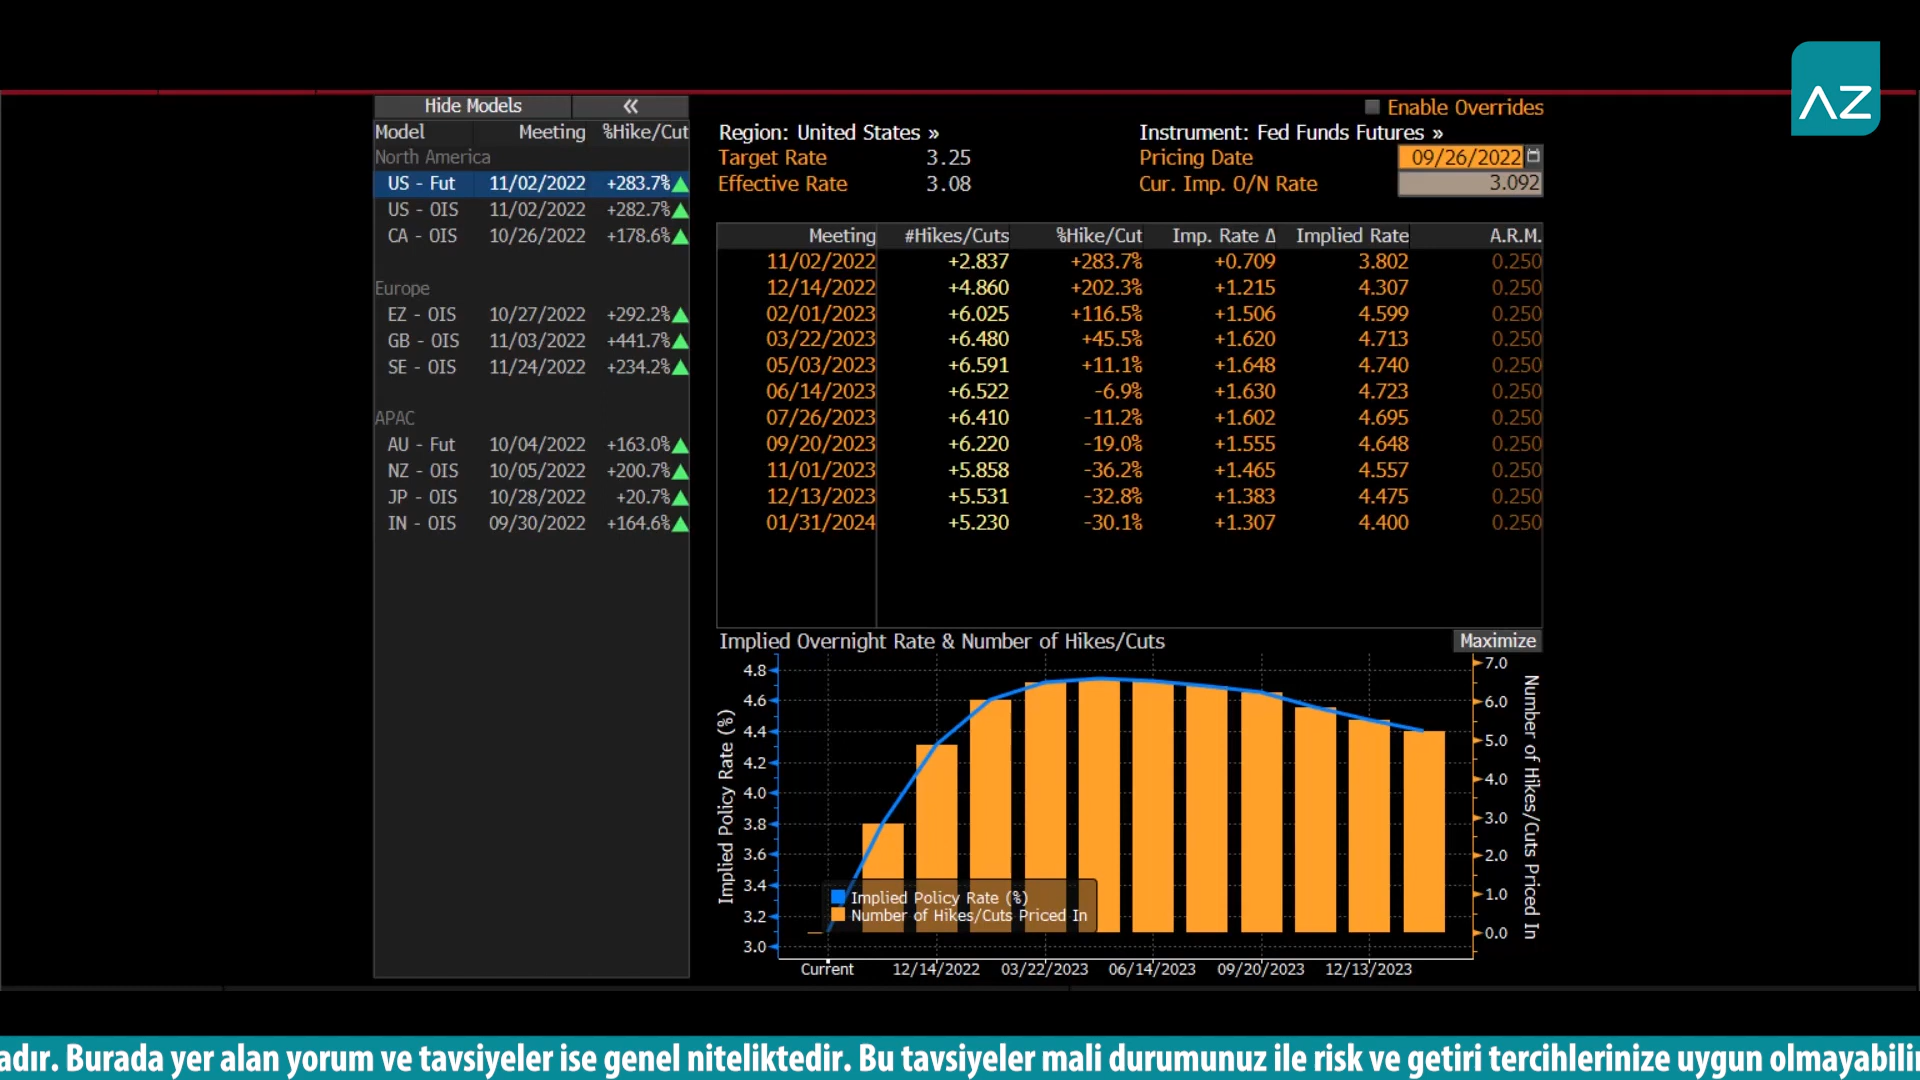 AZ
Hide Models «
Model Meeting %Hike/Cut
North America
US - Fut 11/02/2022 +283.7%
US - OIS 11/02/2022 +282.7%
CA - OIS 10/26/2022 +178.6%
Europe
EZ - OIS 10/27/2022 +292.2%
GB - OIS 11/03/2022 +441.7%
SE - OIS 11/24/2022 +234.2%
APAC
AU - Fut 10/04/2022 +163.0%
NZ - OIS 10/05/2022 +200.7%
JP - OIS 10/28/2022 +20.7%
IN - OIS 09/30/2022 +164.6%
Enable Overrides
Region: United States » Instrument: Fed Funds Futures »
Target Rate 3.25 Pricing Date 09/26/2022
Effective Rate 3.08 Cur. Imp. O/N Rate 3.092
Meeting #Hikes/Cuts %Hike/Cut Imp. Rate Δ Implied Rate A.R.M.
11/02/2022 +2.837 +283.7% +0.709 3.802 0.250
12/14/2022 +4.860 +202.3% +1.215 4.307 0.250
02/01/2023 +6.025 +116.5% +1.506 4.599 0.250
03/22/2023 +6.480 +45.5% +1.620 4.713 0.250
05/03/2023 +6.591 +11.1% +1.648 4.740 0.250
06/14/2023 +6.522 -6.9% +1.630 4.723 0.250
07/26/2023 +6.410 -11.2% +1.602 4.695 0.250
09/20/2023 +6.220 -19.0% +1.555 4.648 0.250
11/01/2023 +5.858 -36.2% +1.465 4.557 0.250
12/13/2023 +5.531 -32.8% +1.383 4.475 0.250
01/31/2024 +5.230 -30.1% +1.307 4.400 0.250
Implied Overnight Rate & Number of Hikes/Cuts Maximize
Implied Policy Rate (%)
4.8
4.6
4.4
4.2
4.0
3.8
3.6
3.4
3.2
3.0
Implied Policy Rate (%)
Number of Hikes/Cuts Priced In
7.0
6.0
5.0
4.0
3.0
2.0
1.0
0.0
Number of Hikes/Cuts Priced In
Current 12/14/2022 03/22/2023 06/14/2023 09/20/2023 12/13/2023
adır. Burada yer alan yorum ve tavsiyeler ise genel niteliktedir. Bu tavsiyeler mali durumunuz ile risk ve getiri tercihlerinize uygun olmayabilir